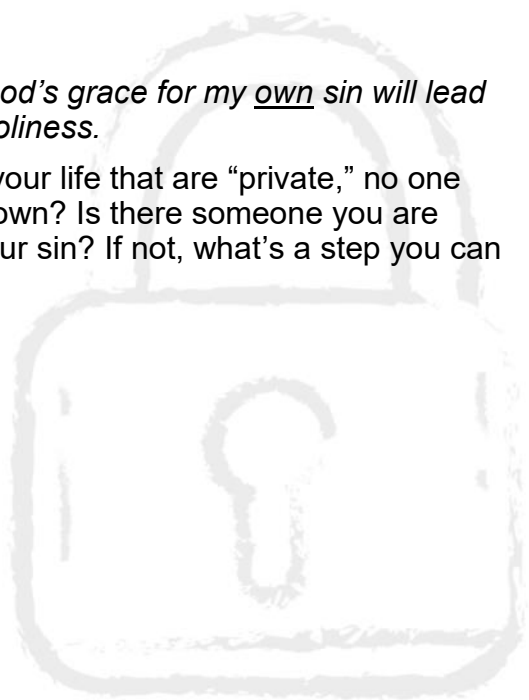 od’s grace for my own sin will lead
oliness.
your life that are “private,” no one
own? Is there someone you are
ur sin? If not, what’s a step you can